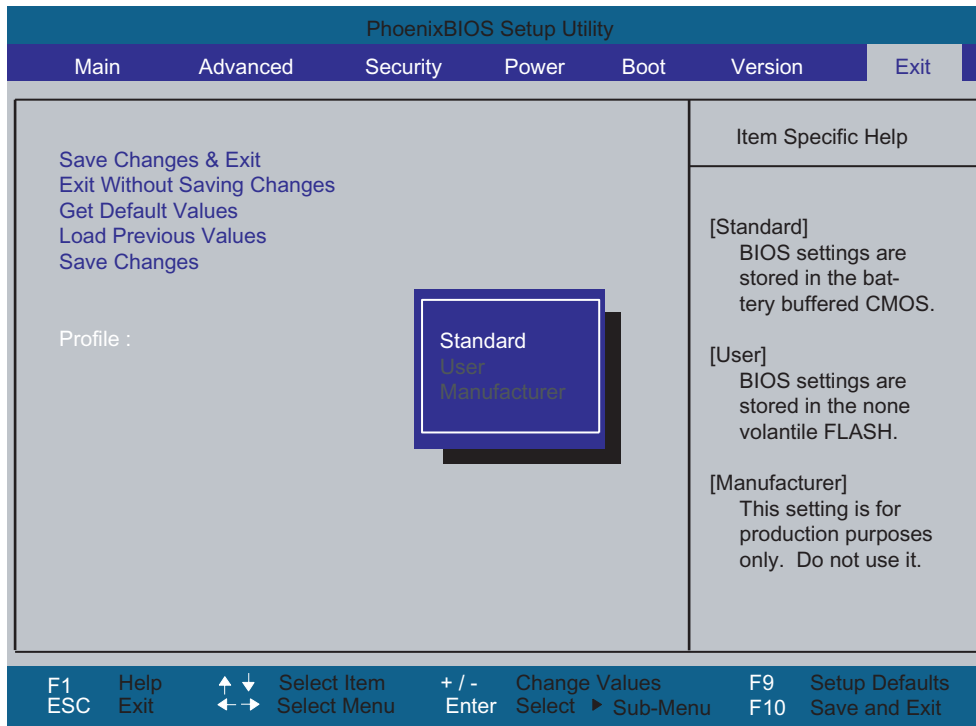 PhoenixBIOS Setup Utility
Main Advanced Security Power Boot Version Exit
Save Changes & Exit
Exit Without Saving Changes
Get Default Values
Load Previous Values
Save Changes
Profile :
Standard
User
Manufacturer
Item Specific Help
[Standard]
BIOS settings are
stored in the bat-
tery buffered CMOS.
[User]
BIOS settings are
stored in the none
volantile FLASH.
[Manufacturer]
This setting is for
production purposes
only. Do not use it.
F1 Help Select Item + / - Change Values F9 Setup Defaults
ESC Exit Select Menu Enter Select Sub-Menu F10 Save and Exit